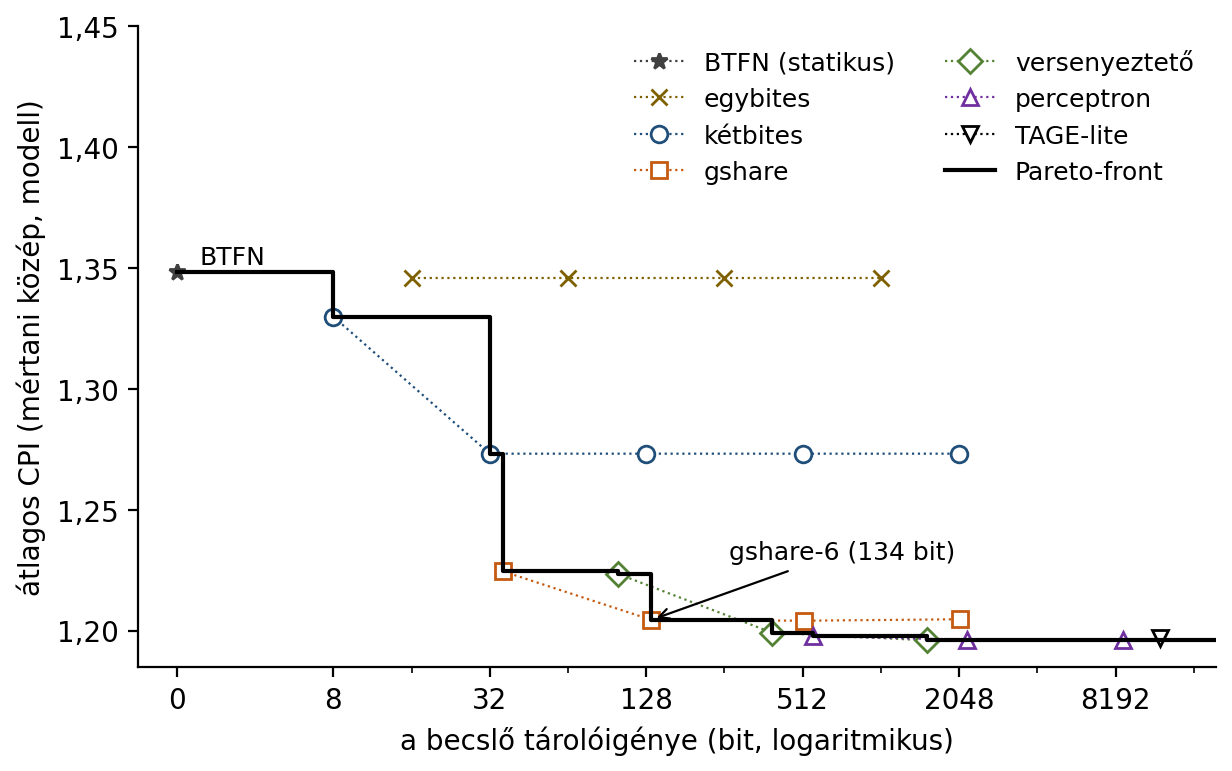 átlagos CPI (mértani közép, modell)
1,45
1,40
1,35
1,30
1,25
1,20
BTFN (statikus)
egybites
kétbites
gshare
versenyeztető
perceptron
TAGE-lite
Pareto-front
BTFN
gshare-6 (134 bit)
0 8 32 128 512 2048 8192
a becslő tárolóigénye (bit, logaritmikus)